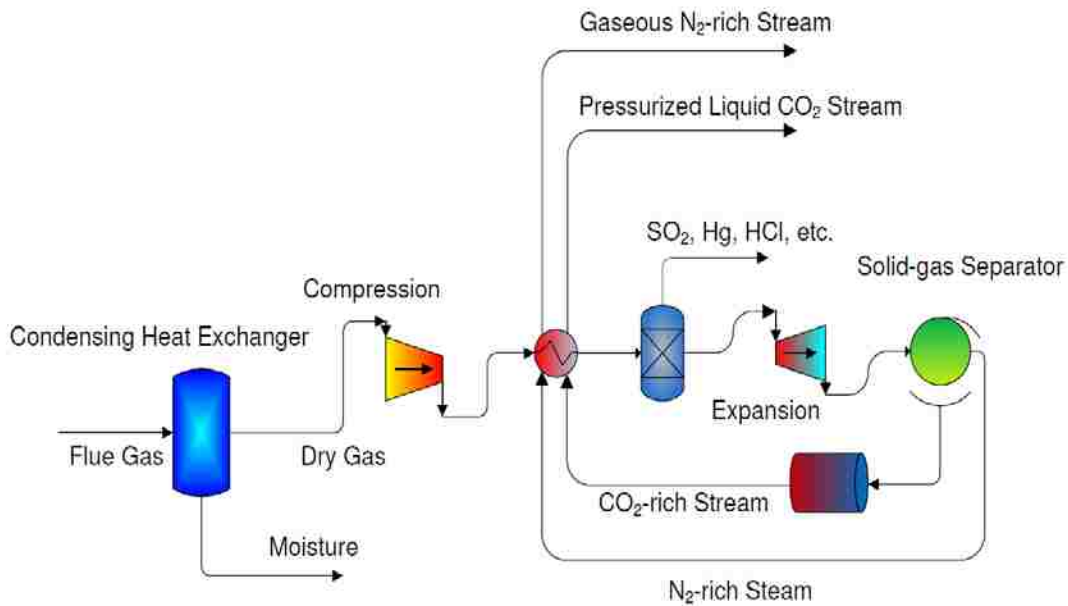 Gaseous N₂-rich Stream
Pressurized Liquid CO₂ Stream
SO₂, Hg, HCl, etc.
Solid-gas Separator
Compression
Condensing Heat Exchanger
Expansion
Flue Gas
Dry Gas
CO₂-rich Stream
Moisture
N₂-rich Steam